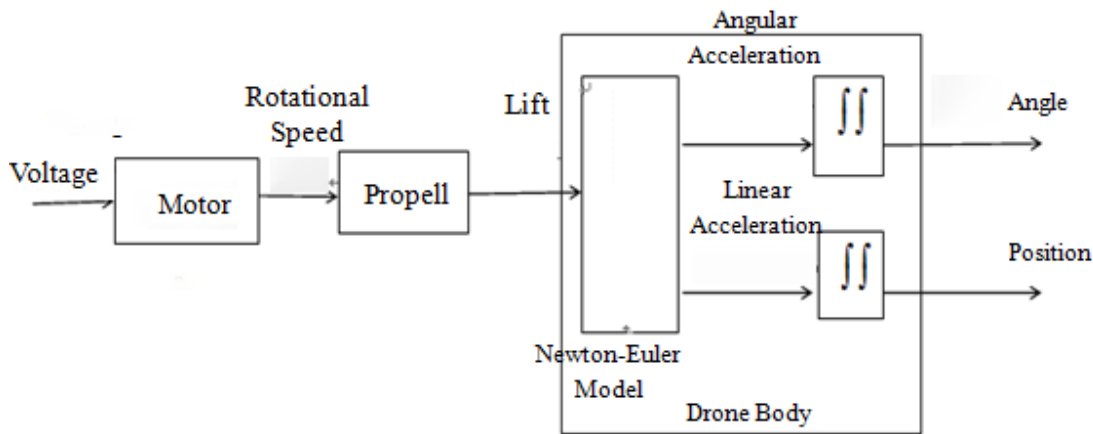 Voltage
Motor
Rotational
Speed
Propell
Lift
Angular
Acceleration
∫∫
Angle
Linear
Acceleration
∫∫
Position
Newton-Euler
Model
Drone Body